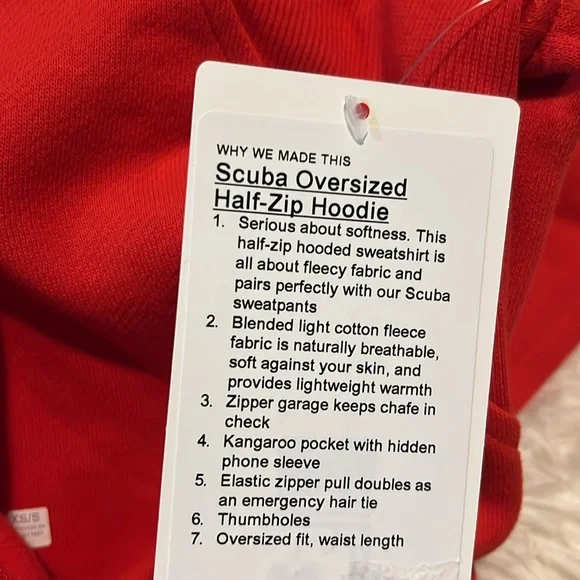 WHY WE MADE THIS
Scuba Oversized
Half-Zip Hoodie
1. Serious about softness. This
half-zip hooded sweatshirt is
all about fleecy fabric and
pairs perfectly with our Scuba
sweatpants
2. Blended light cotton fleece
fabric is naturally breathable,
soft against your skin, and
provides lightweight warmth
3. Zipper garage keeps chafe in
check
4. Kangaroo pocket with hidden
phone sleeve
5. Elastic zipper pull doubles as
an emergency hair tie
6. Thumbholes
7. Oversized fit, waist length
XS/S